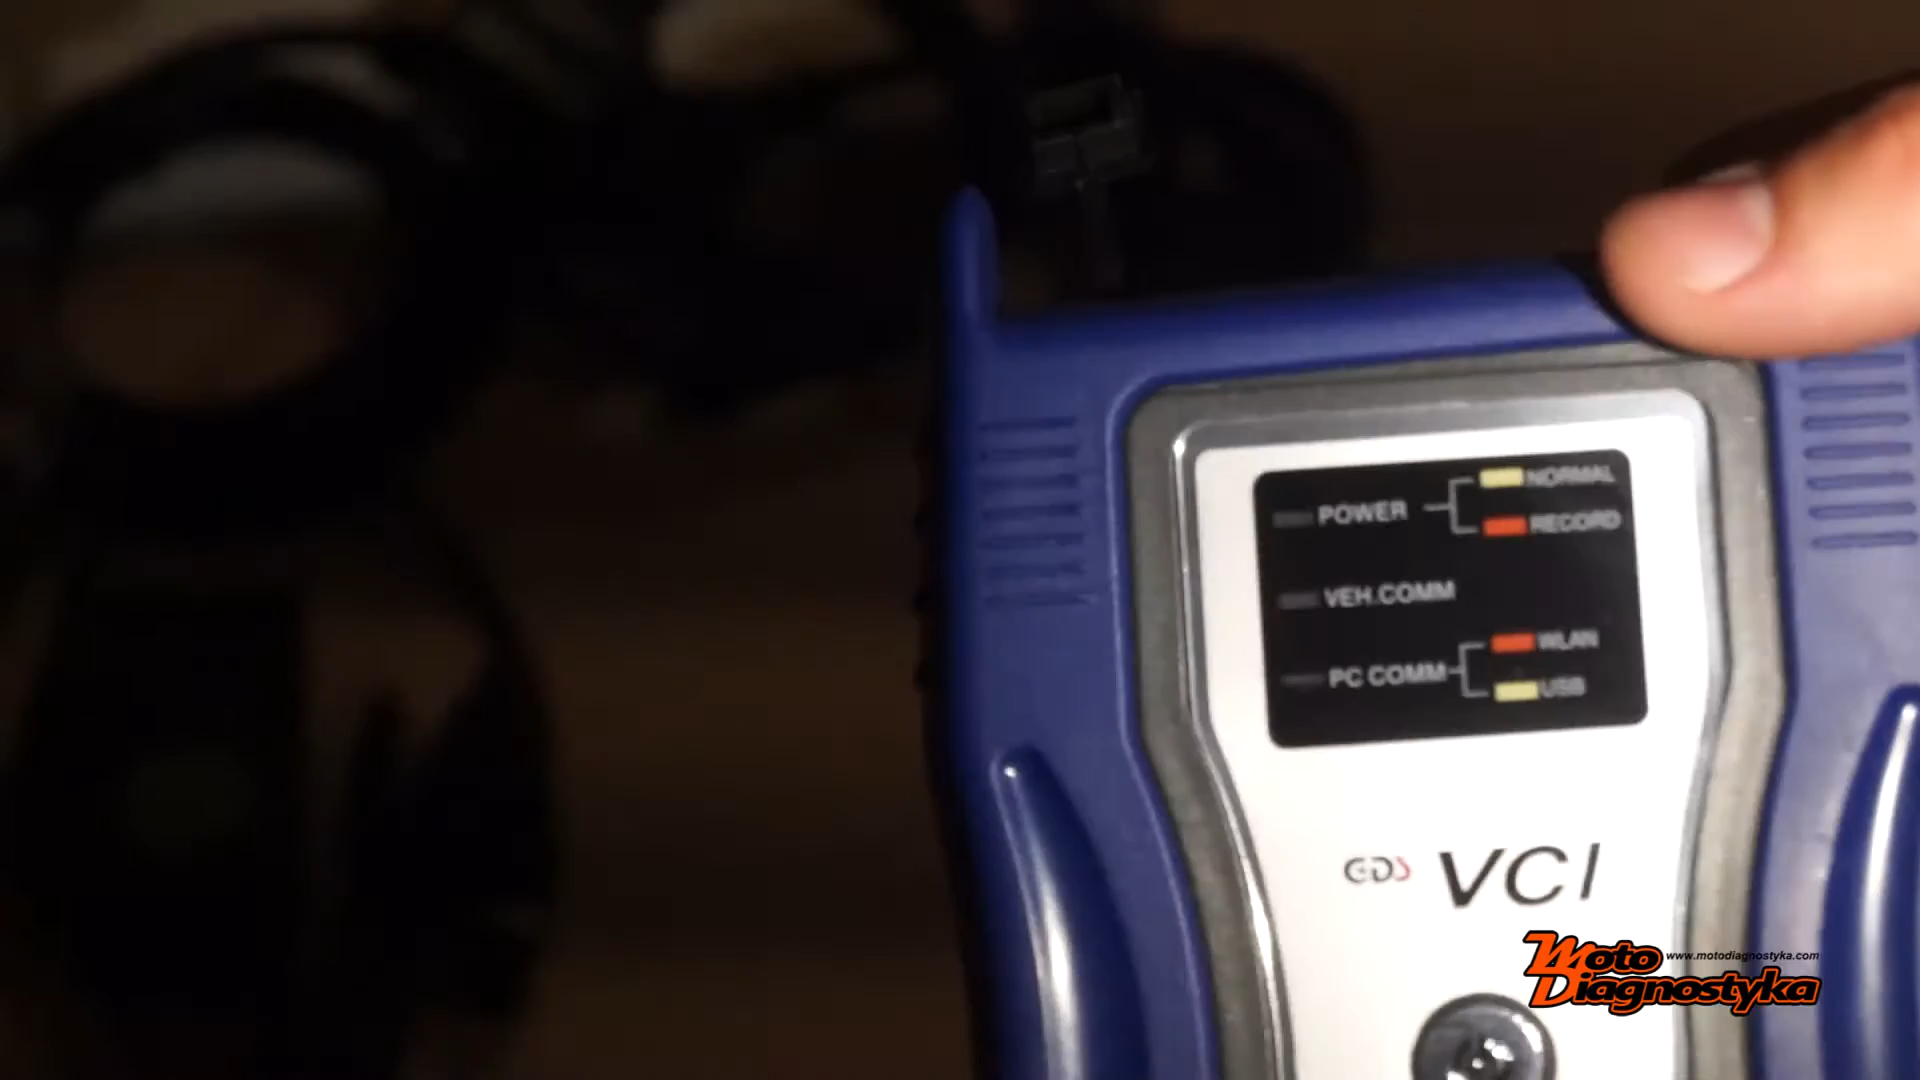 POWER NORMAL
RECORD
VEH.COMM
PC COMM WLAN
USB
GDS VCI
Moto www.motodiagnostyka.com
Diagnostyka